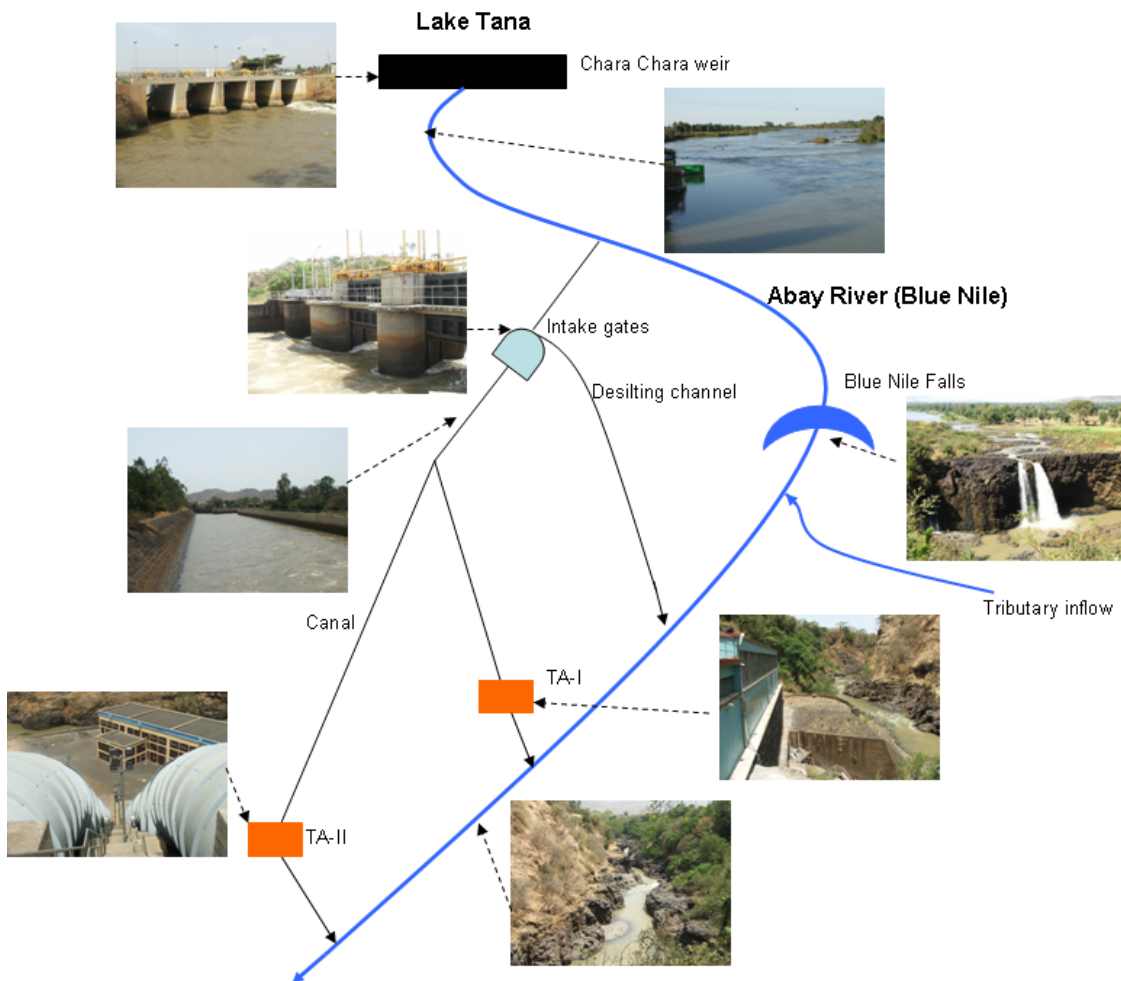 Lake Tana
Chara Chara weir
Abay River (Blue Nile)
Intake gates
Blue Nile Falls
Desilting channel
Tributary inflow
Canal
TA-I
TA-II